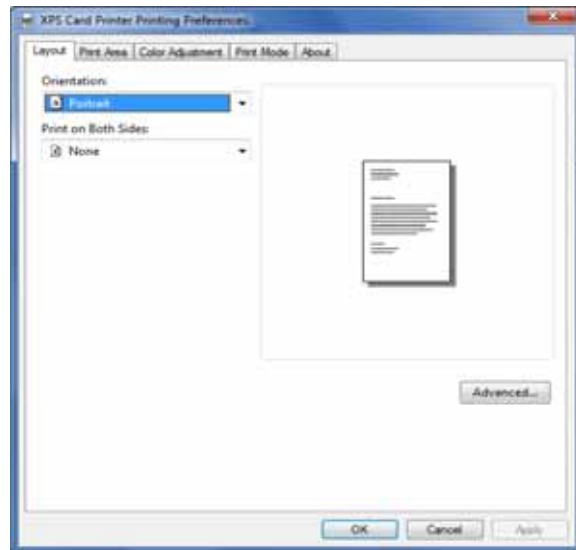 XPS Card Printer Printing Preferences
Layout Print Area Color Adjustment Print Mode About
Orientation:
Portrait
Print on Both Sides:
None
Advanced...
OK Cancel Apply